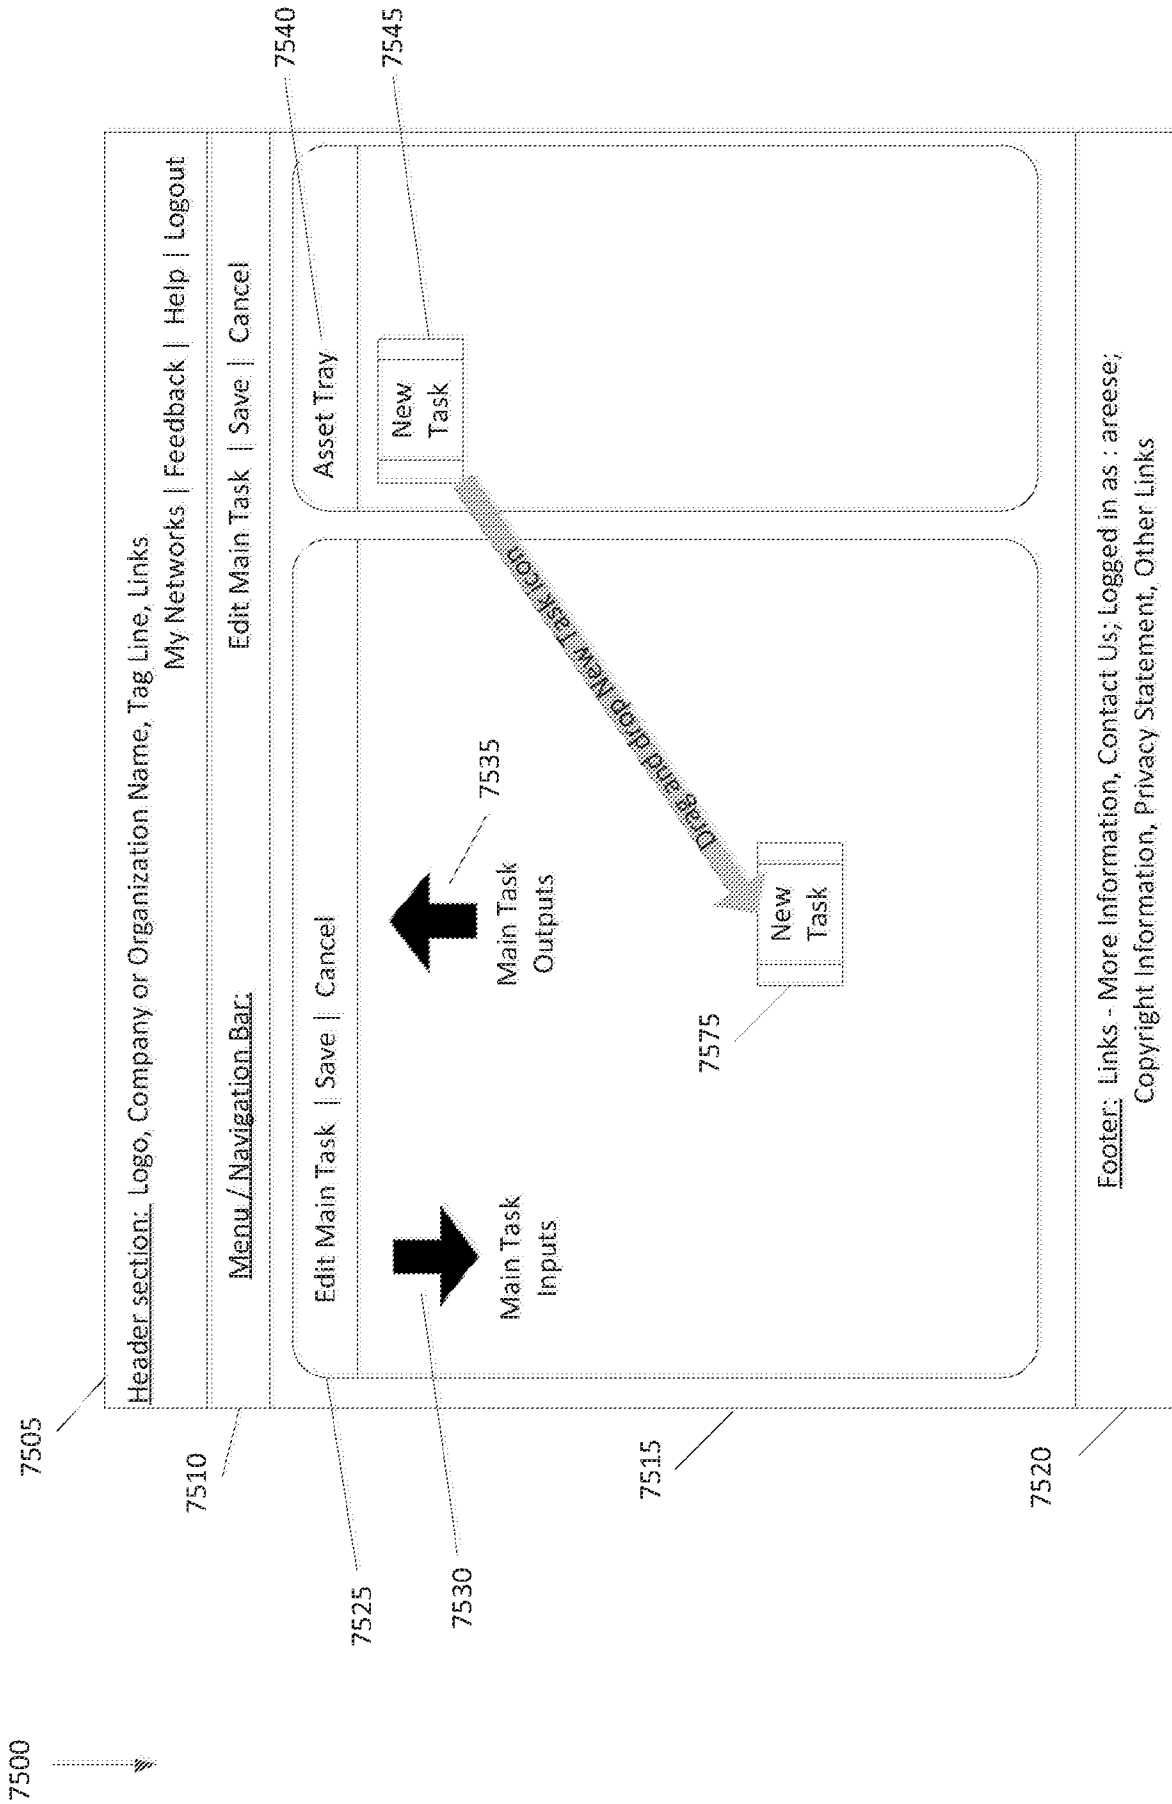 7500
7505
Header section: Logo, Company or Organization Name, Tag Line, Links
My Networks | Feedback | Help | Logout
7510
Menu / Navigation Bar:
Edit Main Task | Save | Cancel
7525
Edit Main Task | Save | Cancel
7540
Asset Tray
7530
Main Task
Inputs
7535
Main Task
Outputs
7545
New
Task
Drag and drop New Task icon
7575
New
Task
7515
7520
Footer: Links - More Information, Contact Us; Logged in as : areese;
Copyright Information, Privacy Statement, Other Links